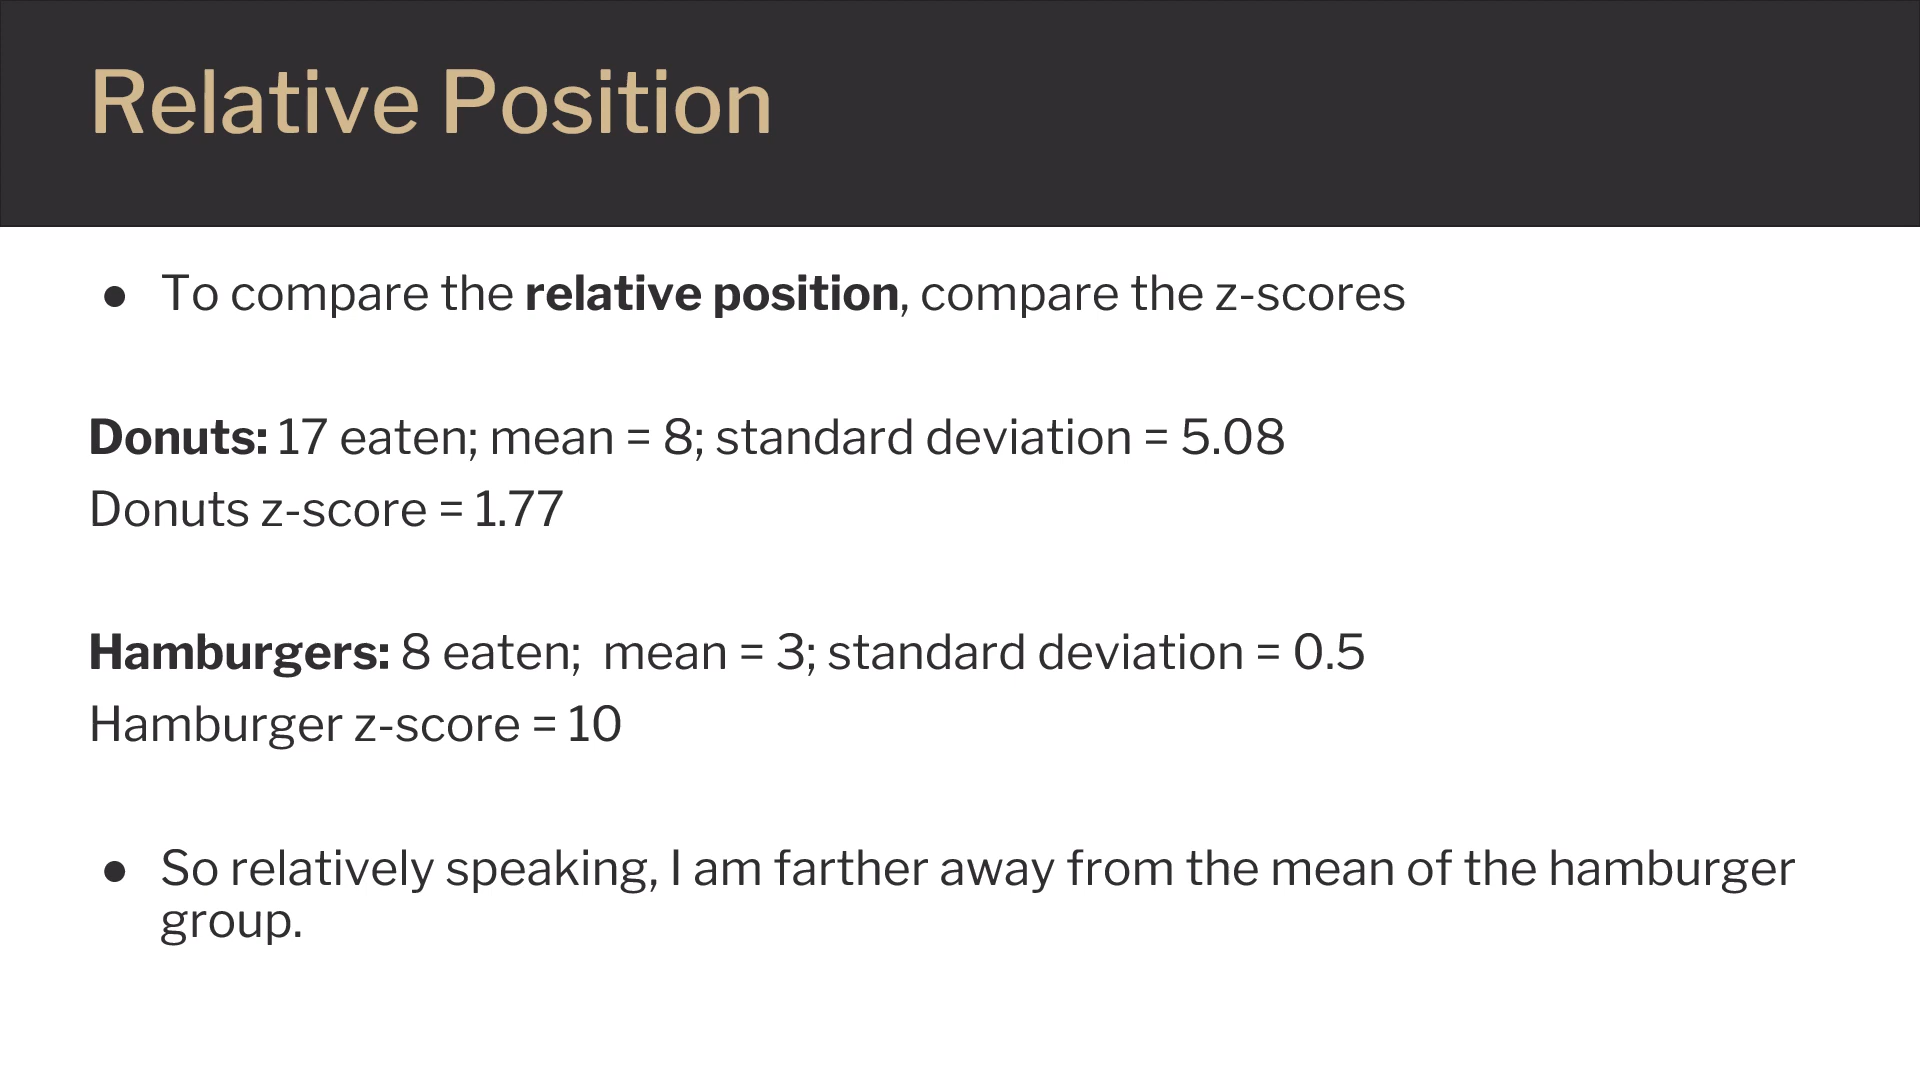 Relative Position
● To compare the relative position, compare the z-scores
Donuts: 17 eaten; mean = 8; standard deviation = 5.08
Donuts z-score = 1.77
Hamburgers: 8 eaten;  mean = 3; standard deviation = 0.5
Hamburger z-score = 10
● So relatively speaking, I am farther away from the mean of the hamburger
group.